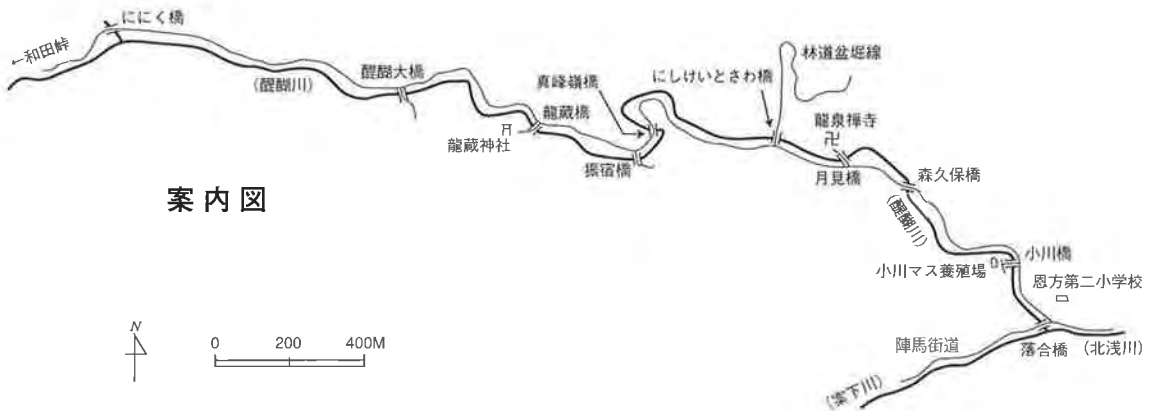 ににく橋
←和田峠
(醍醐川)
醍醐大橋
龍蔵橋
龍蔵神社
真峰嶺橋
振宿橋
にしけいとさわ橋
林道盆堀線
龍泉禅寺
卍
月見橋
森久保橋
(醍醐川)
小川橋
小川マス養殖場
恩方第二小学校
陣馬街道
落合橋
(北浅川)
(案下川)
案内図
N
0 200 400M